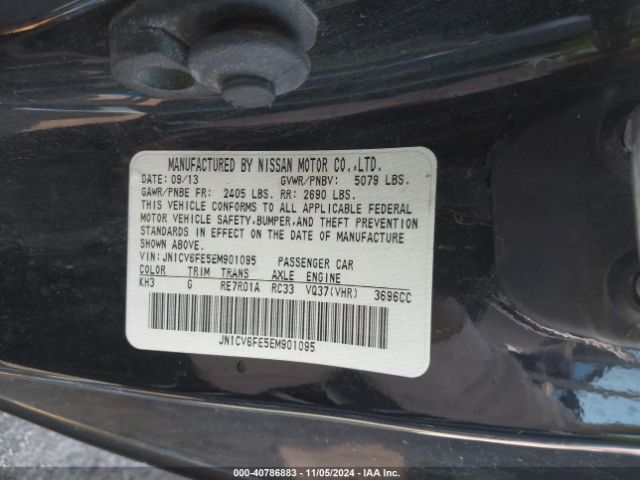 MANUFACTURED BY NISSAN MOTOR CO.,LTD.
DATE: 09/13 GVWR/PNBV: 5079 LBS.
GAWR/PNBE FR: 2405 LBS. RR: 2690 LBS.
THIS VEHICLE CONFORMS TO ALL APPLICABLE FEDERAL
MOTOR VEHICLE SAFETY, BUMPER, AND THEFT PREVENTION
STANDARDS IN EFFECT ON THE DATE OF MANUFACTURE
SHOWN ABOVE.
VIN: JN1CV6FE5EM901095 PASSENGER CAR
COLOR TRIM TRANS AXLE ENGINE
KH3 G RE7R01A RC33 VQ37(VHR) 3696CC
JN1CV6FE5EM901095
000-40786883 - 11/05/2024 - IAA Inc.